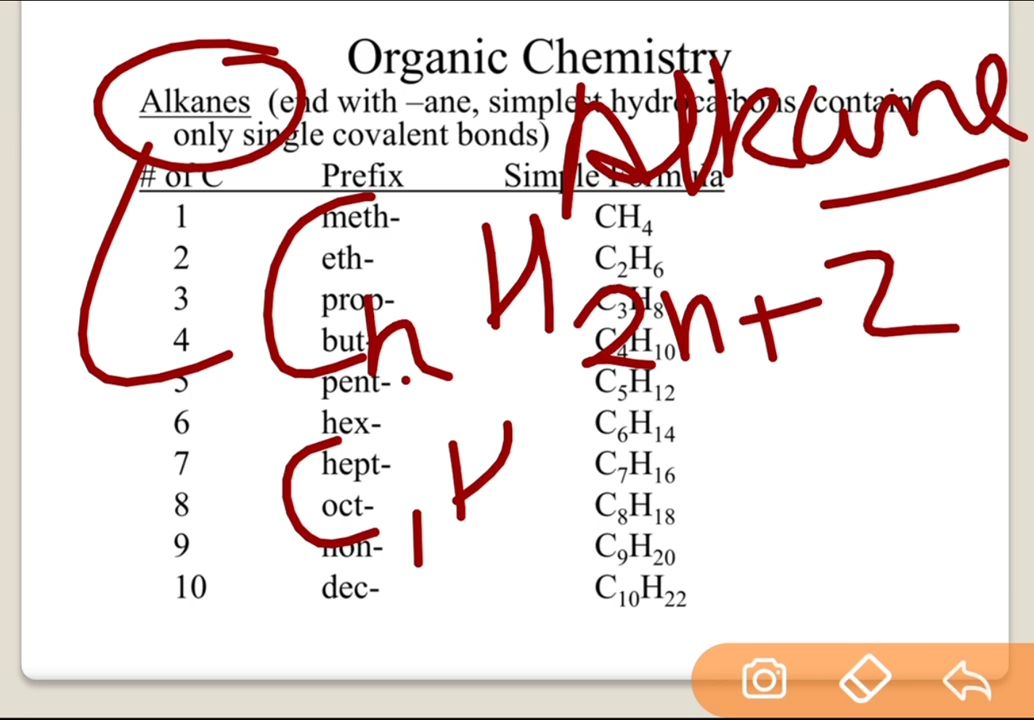 Organic Chemistry
Alkanes (end with –ane, simplest hydrocarbons, contain
only single covalent bonds)
Alkane
# of C Prefix Simple Formula
1 meth- CH₄
2 eth- C₂H₆
3 prop- C₃H₈
4 but- C₄H₁₀
CnH2n+2
5 pent- C₅H₁₂
6 hex- C₆H₁₄
7 hept- C₇H₁₆
8 oct- C₈H₁₈
C₁H
9 non- C₉H₂₀
10 dec- C₁₀H₂₂